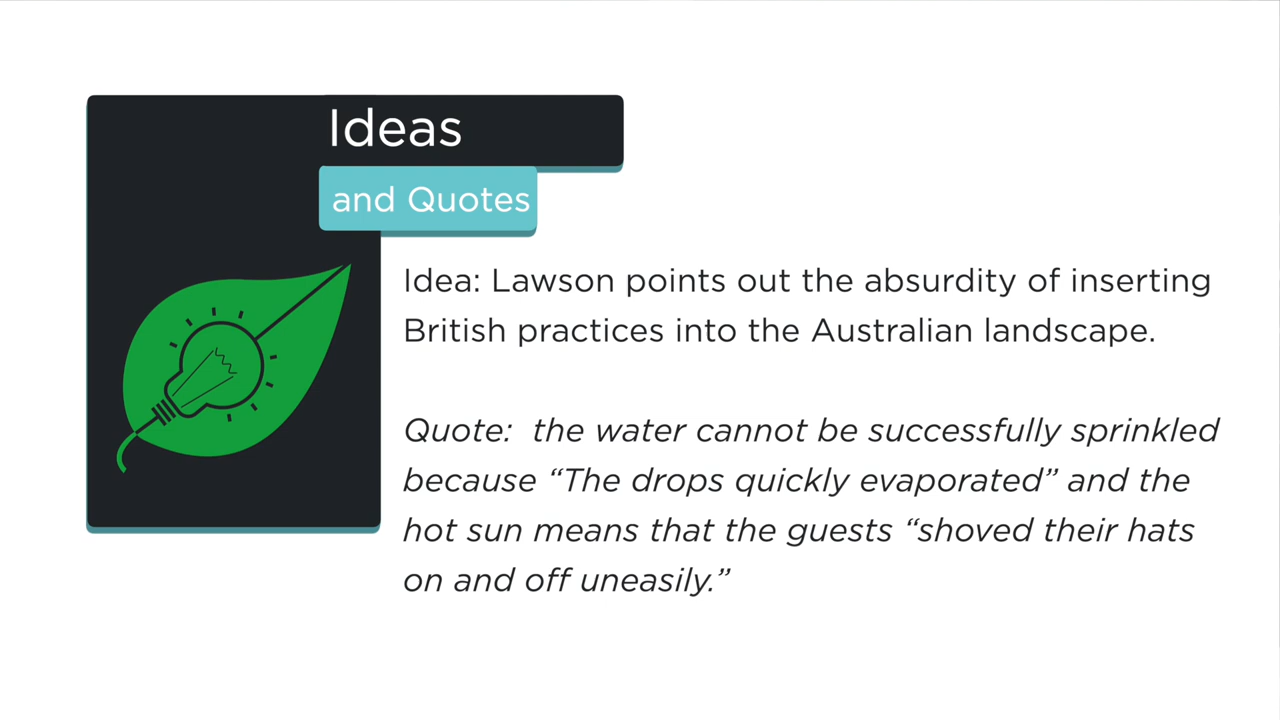 Ideas
and Quotes
Idea: Lawson points out the absurdity of inserting
British practices into the Australian landscape.
Quote:  the water cannot be successfully sprinkled
because “The drops quickly evaporated” and the
hot sun means that the guests “shoved their hats
on and off uneasily.”